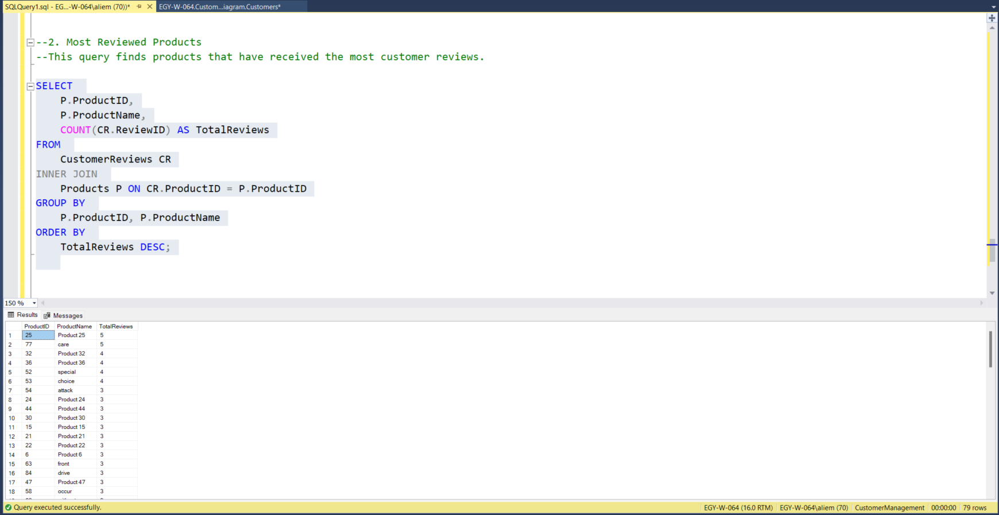 SQLQuery1.sql - EG...-W-064\aliem (70))* EGY-W-064.Custom...iagram.Customers*
--2. Most Reviewed Products
--This query finds products that have received the most customer reviews.
SELECT
P.ProductID,
P.ProductName,
COUNT(CR.ReviewID) AS TotalReviews
FROM
CustomerReviews CR
INNER JOIN
Products P ON CR.ProductID = P.ProductID
GROUP BY
P.ProductID, P.ProductName
ORDER BY
TotalReviews DESC;
150 %
Results Messages
ProductID ProductName TotalReviews
1 25 Product 25 5
2 77 care 5
3 32 Product 32 4
4 36 Product 36 4
5 52 special 4
6 53 choice 4
7 54 attack 3
8 24 Product 24 3
9 44 Product 44 3
10 30 Product 30 3
11 15 Product 15 3
12 21 Product 21 3
13 22 Product 22 3
14 6 Product 6 3
15 63 front 3
16 84 drive 3
17 47 Product 47 3
18 58 occur 3
Query executed successfully. EGY-W-064 (16.0 RTM) EGY-W-064\aliem (70) CustomerManagement 00:00:00 79 rows